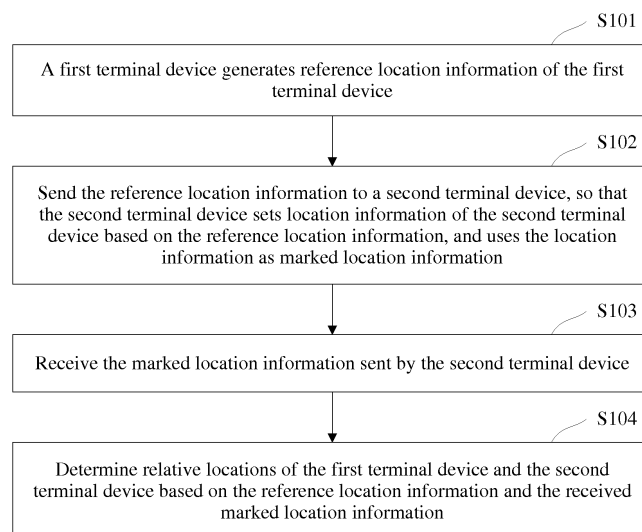 S101
A first terminal device generates reference location information of the first
terminal device
S102
Send the reference location information to a second terminal device, so that
the second terminal device sets location information of the second terminal
device based on the reference location information, and uses the location
information as marked location information
S103
Receive the marked location information sent by the second terminal device
S104
Determine relative locations of the first terminal device and the second
terminal device based on the reference location information and the received
marked location information